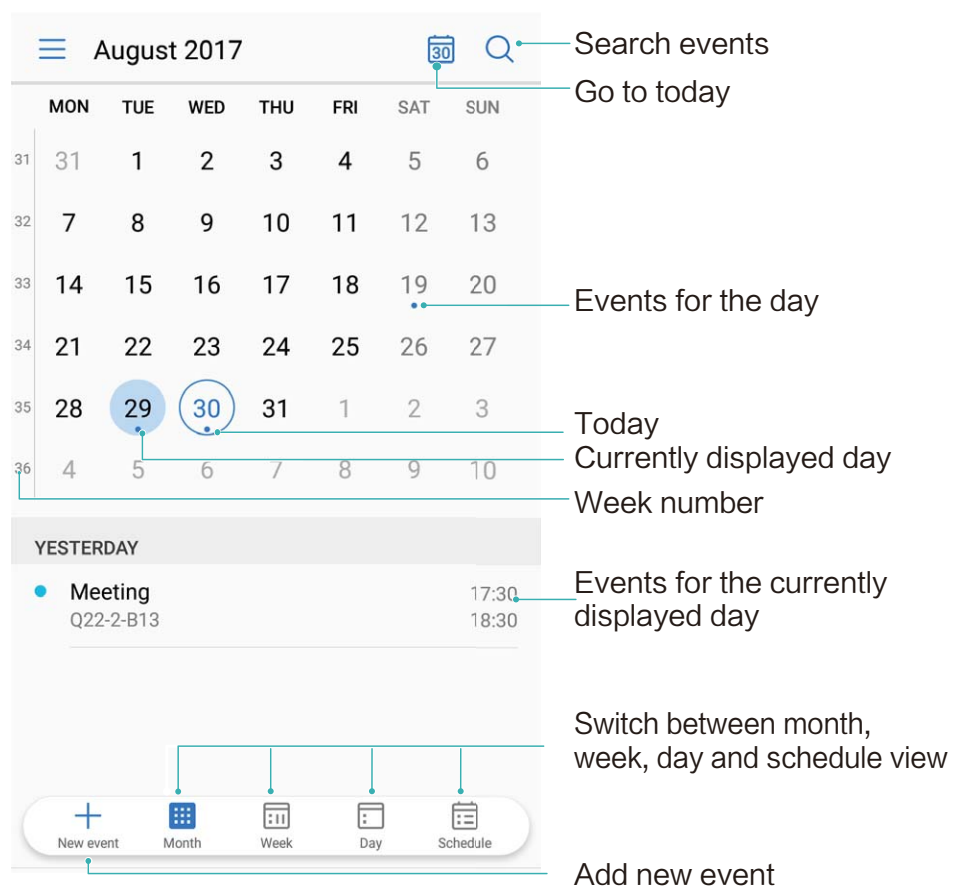 August 2017
30
Search events
Go to today
MON TUE WED THU FRI SAT SUN
31 31 1 2 3 4 5 6
32 7 8 9 10 11 12 13
33 14 15 16 17 18 19 20
Events for the day
34 21 22 23 24 25 26 27
35 28 29 30 31 1 2 3
Today
Currently displayed day
36 4 5 6 7 8 9 10
Week number
YESTERDAY
Meeting 17:30
Q22-2-B13 18:30
Events for the currently
displayed day
Switch between month,
week, day and schedule view
New event Month Week Day Schedule
Add new event